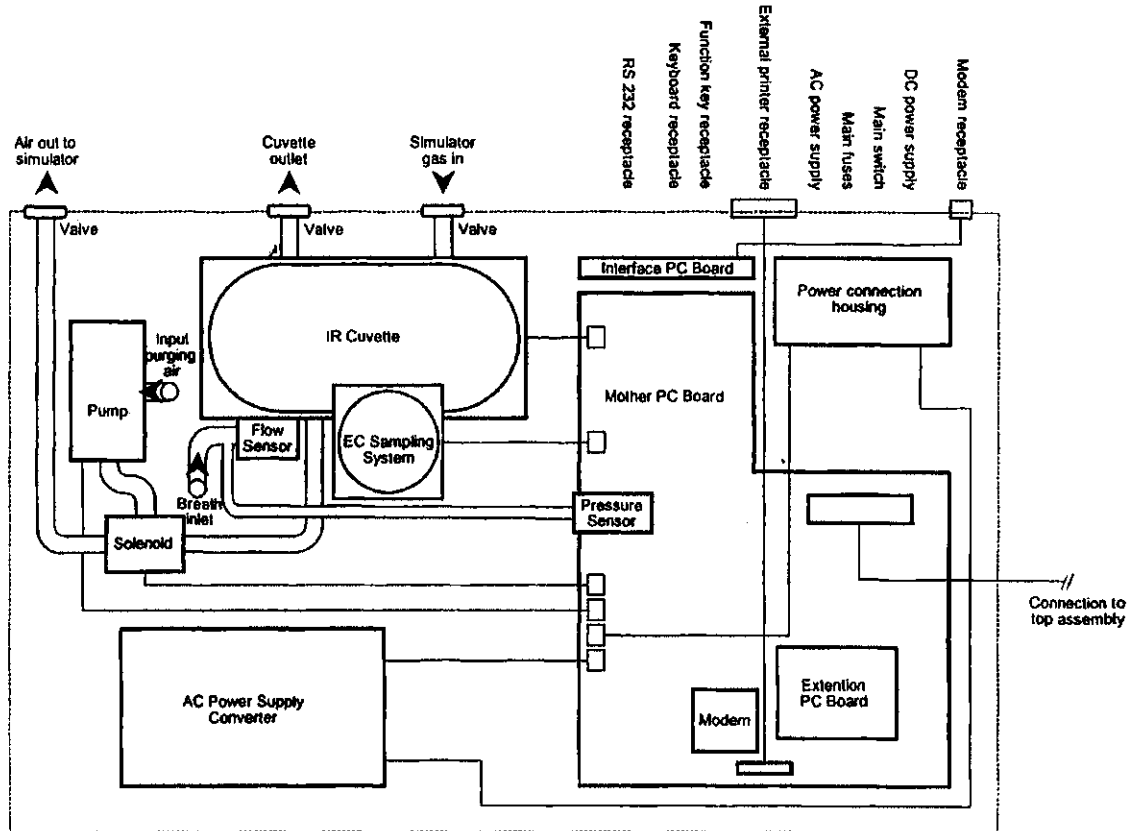 RS 232 receptacle
Keyboard receptacle
Function key receptacle
External printer receptacle
AC power supply
Main fuses
Main switch
DC power supply
Modem receptacle
Air out to
simulator
Cuvette
outlet
Simulator
gas in
Valve
Valve
Valve
Interface PC Board
Power connection
housing
IR Cuvette
Input
purging
air
Pump
Mother PC Board
Flow
Sensor
EC Sampling
System
Breath
inlet
Pressure
Sensor
Solenoid
Connection to
top assembly
AC Power Supply
Converter
Modem
Extention
PC Board